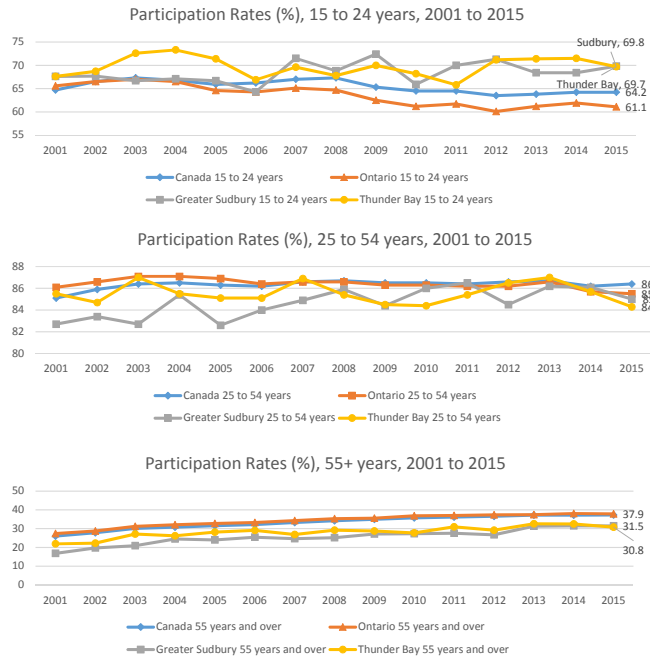 Participation Rates (%), 15 to 24 years, 2001 to 2015
75
70
65
60
55
Sudbury, 69.8
Thunder Bay, 69.7
64.2
61.1
2001 2002 2003 2004 2005 2006 2007 2008 2009 2010 2011 2012 2013 2014 2015
Canada 15 to 24 years Ontario 15 to 24 years
Greater Sudbury 15 to 24 years Thunder Bay 15 to 24 years
Participation Rates (%), 25 to 54 years, 2001 to 2015
88
86
84
82
80
2001 2002 2003 2004 2005 2006 2007 2008 2009 2010 2011 2012 2013 2014 2015
Canada 25 to 54 years Ontario 25 to 54 years
Greater Sudbury 25 to 54 years Thunder Bay 25 to 54 years
Participation Rates (%), 55+ years, 2001 to 2015
50
40
30
20
10
0
37.9
31.5
30.8
2001 2002 2003 2004 2005 2006 2007 2008 2009 2010 2011 2012 2013 2014 2015
Canada 55 years and over Ontario 55 years and over
Greater Sudbury 55 years and over Thunder Bay 55 years and over